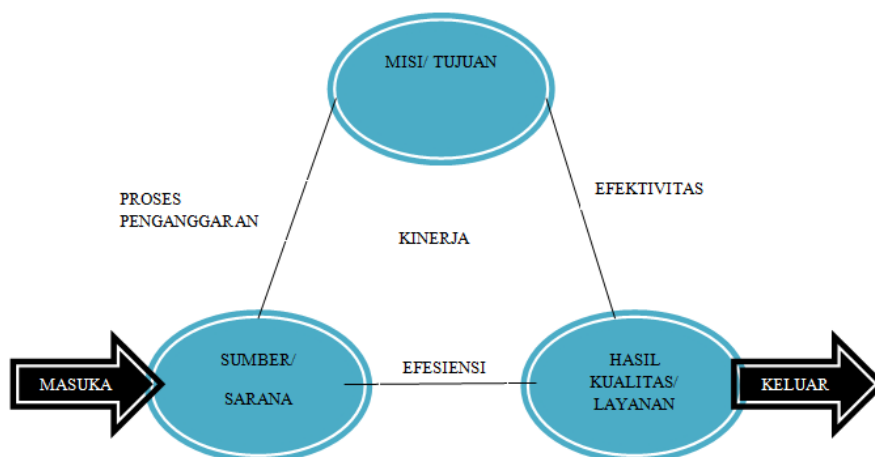 MISI/ TUJUAN
PROSES
PENGANGGARAN
EFEKTIVITAS
KINERJA
SUMBER/
SARANA
EFESIENSI
HASIL
KUALITAS/
LAYANAN
MASUKA
KELUAR